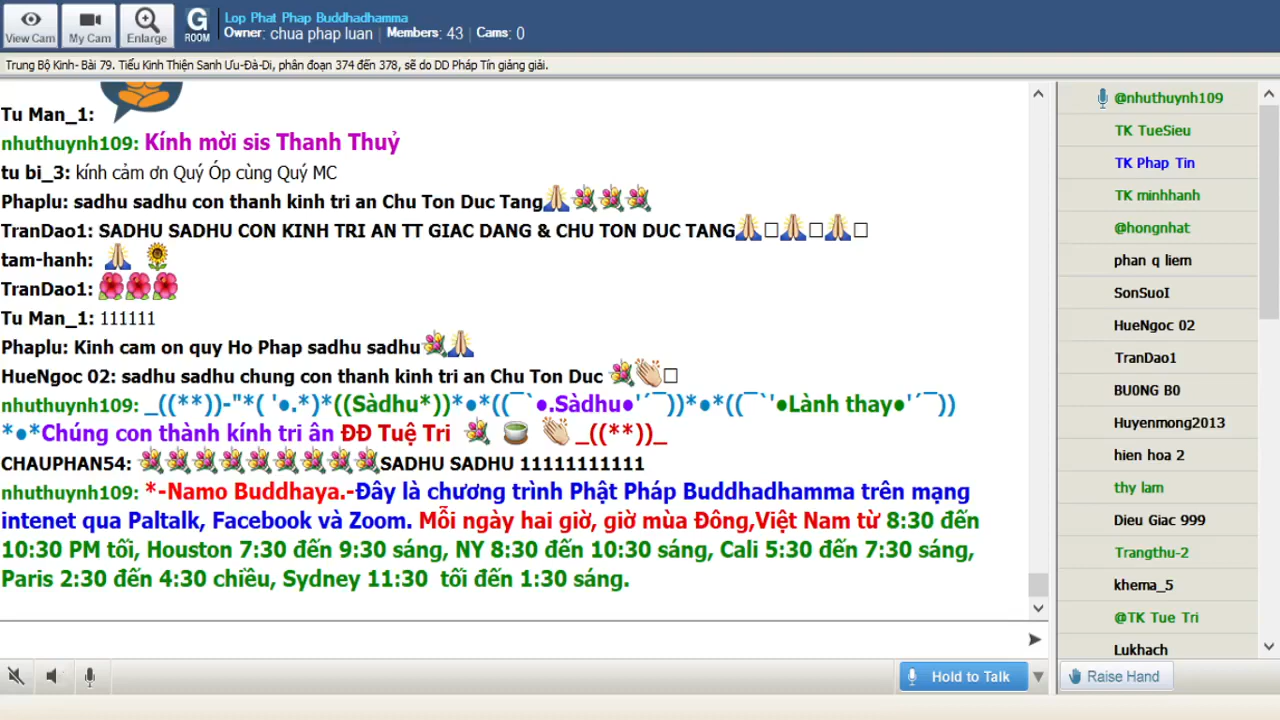 Lop Phat Phap Buddhadhamma
View Cam My Cam Enlarge G ROOM Owner: chua phap luan | Members: 43 | Cams: 0
Trung Bộ Kinh- Bài 79. Tiểu Kinh Thiện Sanh Ưu-Đà-Di, phân đoạn 374 đến 378, sẽ do DD Pháp Tín giảng giải.
Tu Man_1:
nhuthuynh109: Kính mời sis Thanh Thuỷ
tu bi_3: kính cảm ơn Quý Óp cùng Quý MC
Phaplu: sadhu sadhu con thanh kinh tri an Chu Ton Duc Tang🙏💐💐💐
TranDao1: SADHU SADHU CON KINH TRI AN TT GIAC DANG & CHU TON DUC TANG🙏□🙏□🙏□
tam-hanh: 🙏 🌻
TranDao1: 🌺🌺🌺
Tu Man_1: 111111
Phaplu: Kinh cam on quy Ho Phap sadhu sadhu💐🙏
HueNgoc 02: sadhu sadhu chung con thanh kinh tri an Chu Ton Duc 💐👏□
nhuthuynh109: _((**))-"*( '●.*)*((Sàdhu*))*●*((¯`●.Sàdhu●'´¯))*●*((¯`'●Lành thay●'´¯))
*●*Chúng con thành kính tri ân ĐĐ Tuệ Tri 💐 🍵 👏 _((**))_
CHAUPHAN54: 💐💐💐💐💐💐💐💐💐SADHU SADHU 11111111111
nhuthuynh109: *-Namo Buddhaya.-Đây là chương trình Phật Pháp Buddhadhamma trên mạng
intenet qua Paltalk, Facebook và Zoom. Mỗi ngày hai giờ, giờ mùa Đông,Việt Nam từ 8:30 đến
10:30 PM tối, Houston 7:30 đến 9:30 sáng, NY 8:30 đến 10:30 sáng, Cali 5:30 đến 7:30 sáng,
Paris 2:30 đến 4:30 chiều, Sydney 11:30 tối đến 1:30 sáng.
@nhuthuynh109
TK TueSieu
TK Phap Tin
TK minhhanh
@hongnhat
phan q liem
SonSuoI
HueNgoc 02
TranDao1
BU0NG B0
Huyenmong2013
hien hoa 2
thy lam
Dieu Giac 999
Trangthu-2
khema_5
@TK Tue Tri
Lukhach
Hold to Talk
Raise Hand